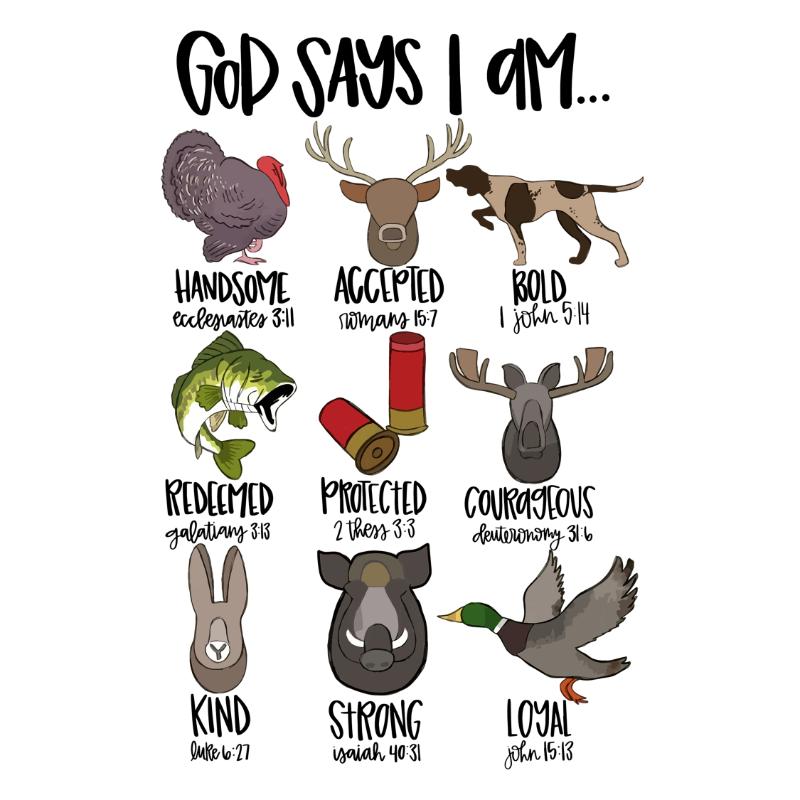 GOD SAYS I AM...
HANDSOME
ecclesiastes 3:11
ACCEPTED
romans 15:7
BOLD
1 john 5:14
REDEEMED
galatians 3:13
PROTECTED
2 thess 3:3
COURAGEOUS
deuteronomy 31:6
KIND
luke 6:27
STRONG
isaiah 40:31
LOYAL
john 15:13